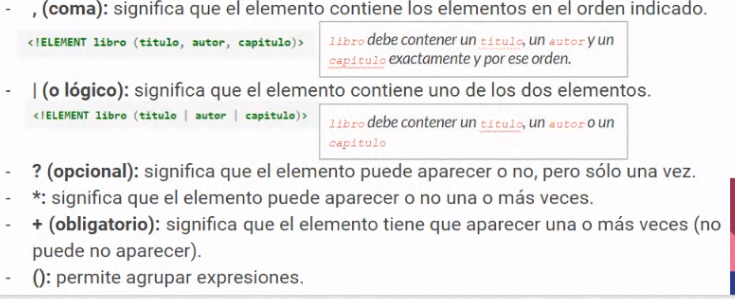 - , (coma): significa que el elemento contiene los elementos en el orden indicado.
<!ELEMENT libro (titulo, autor, capitulo)>
libro debe contener un titulo, un autor y un
capitulo exactamente y por ese orden.
- | (o lógico): significa que el elemento contiene uno de los dos elementos.
<!ELEMENT libro (titulo | autor | capitulo)>
libro debe contener un titulo, un autor o un
capitulo
- ? (opcional): significa que el elemento puede aparecer o no, pero sólo una vez.
- *: significa que el elemento puede aparecer o no una o más veces.
- + (obligatorio): significa que el elemento tiene que aparecer una o más veces (no
puede no aparecer).
- (): permite agrupar expresiones.